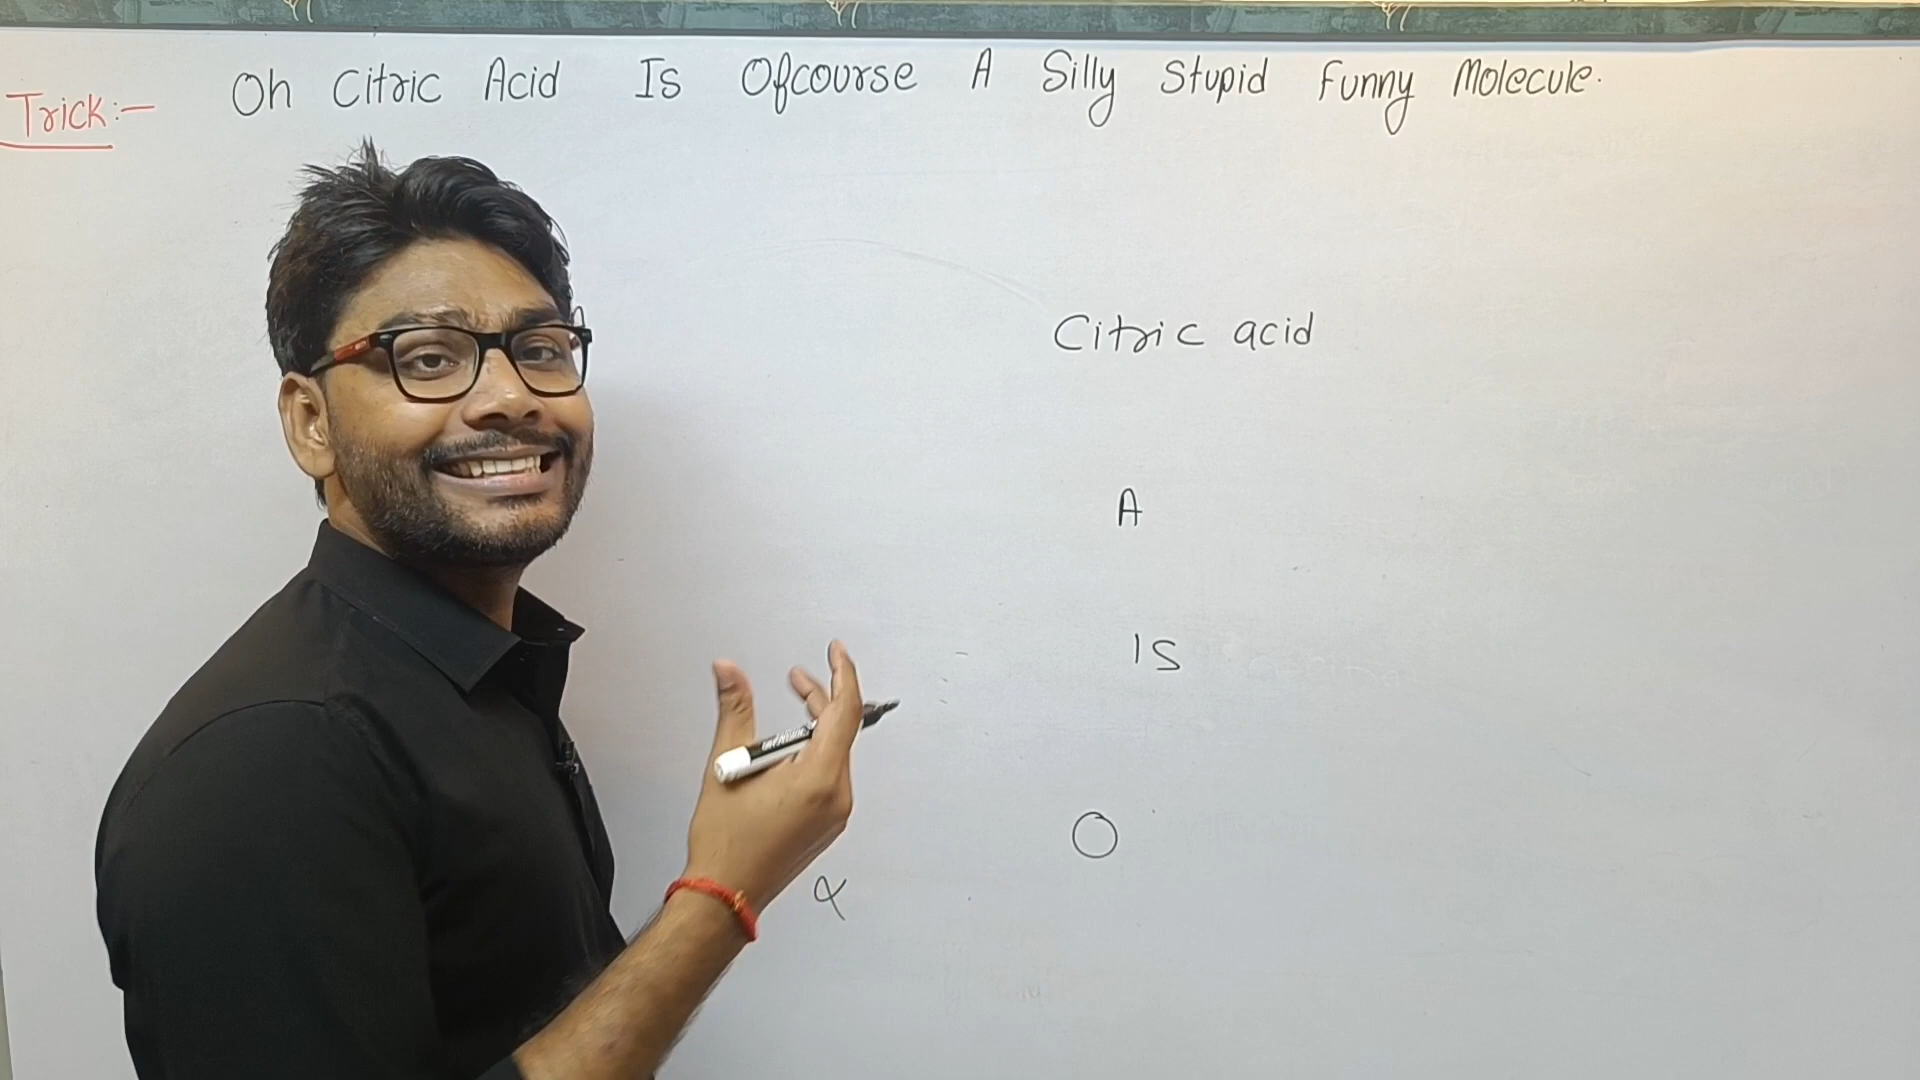 Trick:- Oh Citric Acid Is Ofcourse A Silly Stupid Funny Molecule.
Citric acid
A
IS
O
α